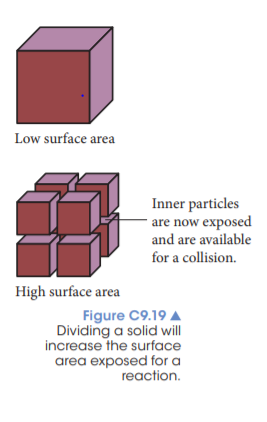 Low surface area
Inner particles
are now exposed
and are available
for a collision.
High surface area
Figure C9.19 ▲
Dividing a solid will
increase the surface
area exposed for a
reaction.